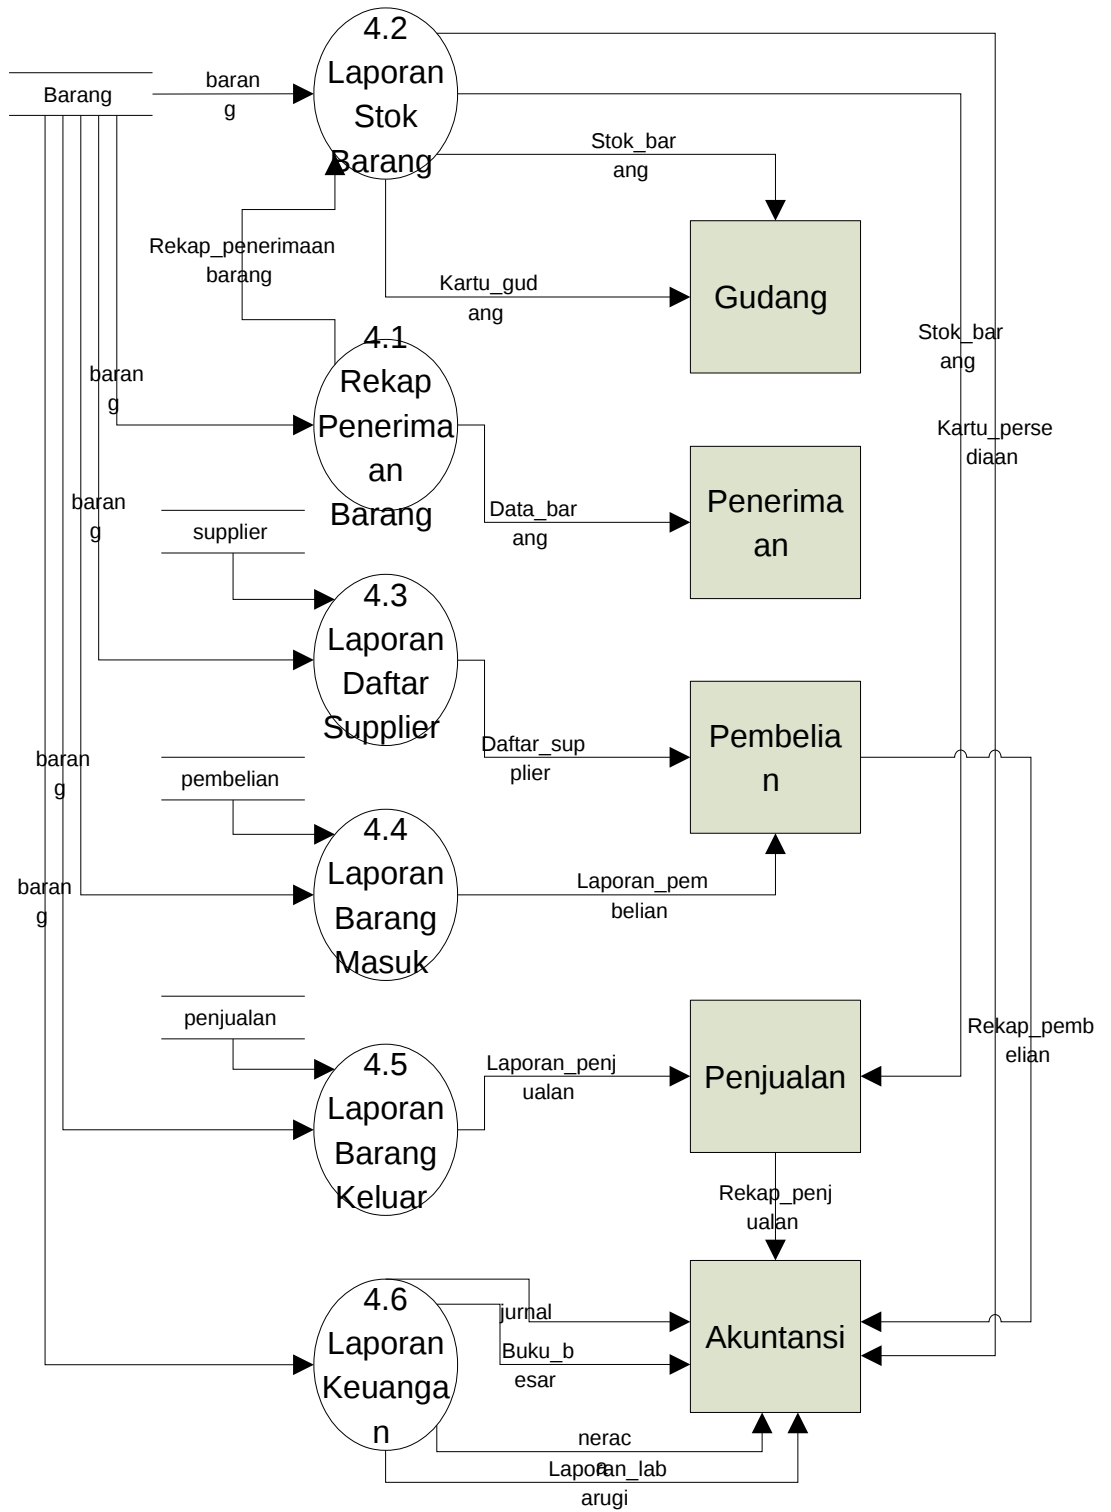 4.2
Laporan
Stok
Barang
Barang
baran
g
Stok_bar
ang
Rekap_penerimaan
barang
Kartu_gud
ang
Gudang
Stok_bar
ang
Kartu_perse
diaan
4.1
Rekap
Penerima
an
Barang
baran
g
Data_bar
ang
Penerima
an
baran
g
supplier
4.3
Laporan
Daftar
Supplier
Daftar_sup
plier
Pembelia
n
baran
g
pembelian
4.4
Laporan
Barang
Masuk
Laporan_pem
belian
baran
g
penjualan
4.5
Laporan
Barang
Keluar
Laporan_penj
ualan
Penjualan
Rekap_pemb
elian
Rekap_penj
ualan
4.6
Laporan
Keuanga
n
jurnal
Buku_b
esar
Akuntansi
nerac
a
Laporan_lab
arugi